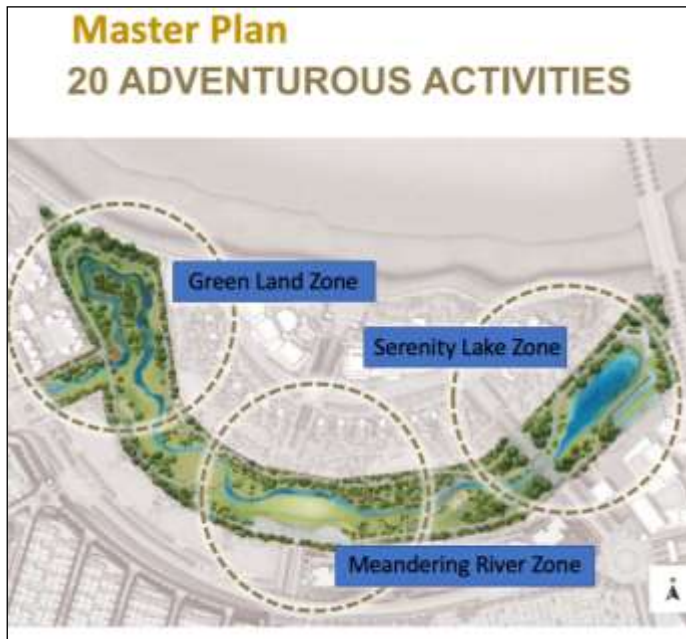 Master Plan
20 ADVENTUROUS ACTIVITIES
Green Land Zone
Serenity Lake Zone
Meandering River Zone